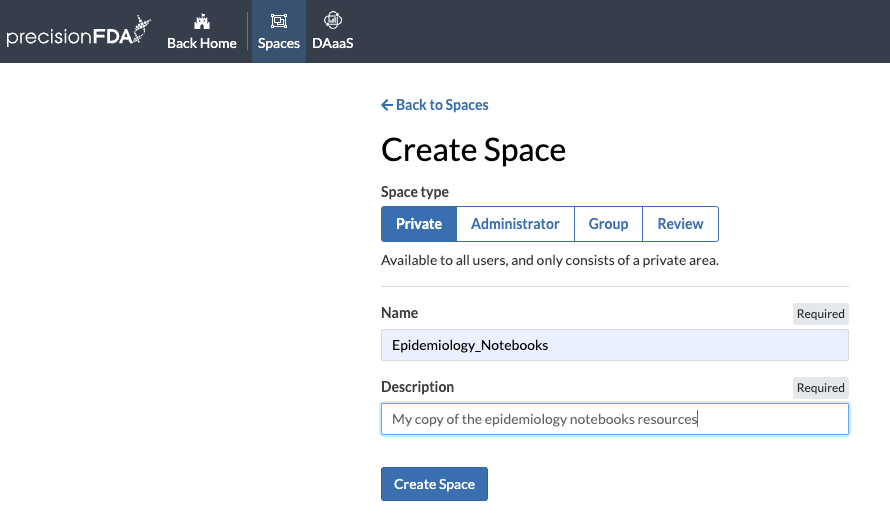 precisionFDA
Back Home
Spaces
DAaaS
Back to Spaces
Create Space
Space type
Private
Administrator
Group
Review
Available to all users, and only consists of a private area.
Name
Required
Epidemiology_Notebooks
Description
Required
My copy of the epidemiology notebooks resources
Create Space